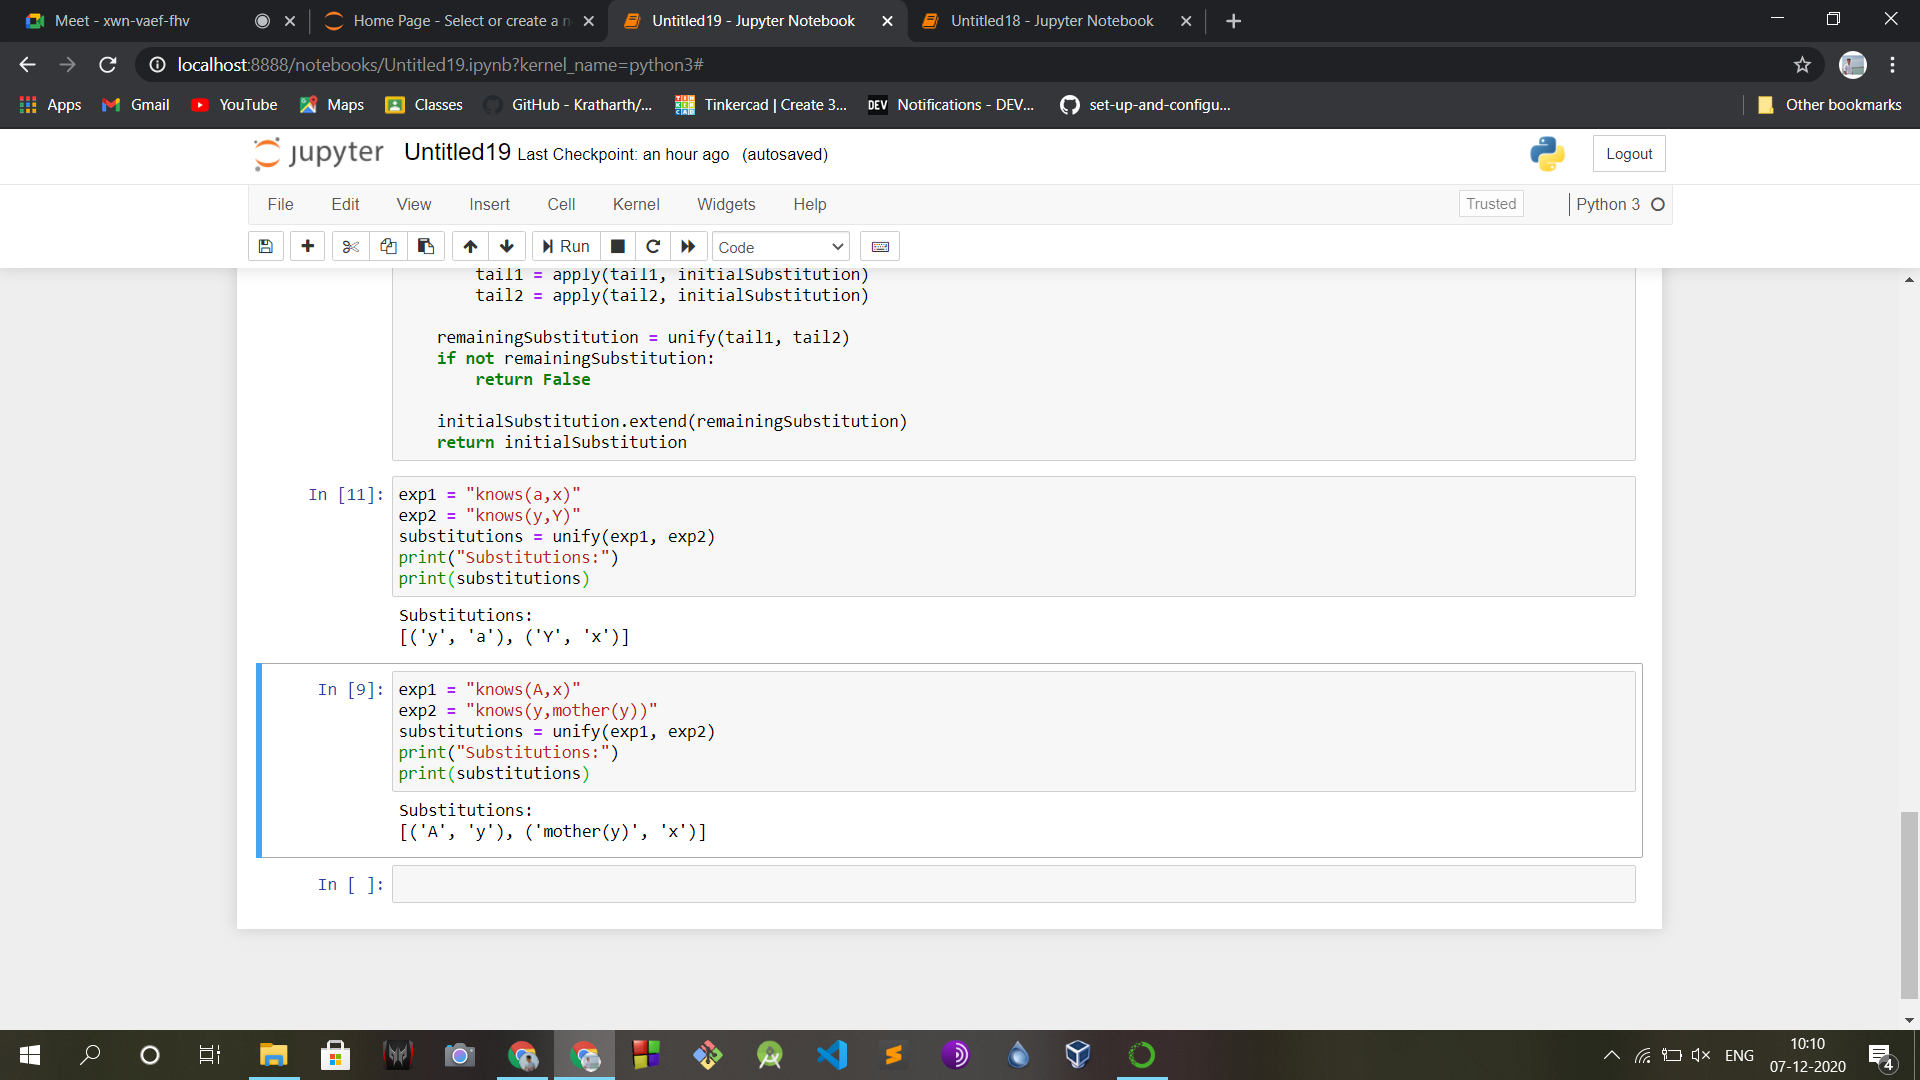 Meet - xwn-vaef-fhv
Home Page - Select or create a n
Untitled19 - Jupyter Notebook
Untitled18 - Jupyter Notebook
localhost:8888/notebooks/Untitled19.ipynb?kernel_name=python3#
Apps
Gmail
YouTube
Maps
Classes
GitHub - Kratharth/...
Tinkercad | Create 3...
DEV
Notifications - DEV...
set-up-and-configu...
Other bookmarks
jupyter
Untitled19 Last Checkpoint: an hour ago (autosaved)
Logout
File
Edit
View
Insert
Cell
Kernel
Widgets
Help
Trusted
Python 3
Run
Code
tail1 = apply(tail1, initialSubstitution)
tail2 = apply(tail2, initialSubstitution)
remainingSubstitution = unify(tail1, tail2)
if not remainingSubstitution:
return False
initialSubstitution.extend(remainingSubstitution)
return initialSubstitution
In [11]:
exp1 = "knows(a,x)"
exp2 = "knows(y,Y)"
substitutions = unify(exp1, exp2)
print("Substitutions:")
print(substitutions)
Substitutions:
[('y', 'a'), ('Y', 'x')]
In [9]:
exp1 = "knows(A,x)"
exp2 = "knows(y,mother(y))"
substitutions = unify(exp1, exp2)
print("Substitutions:")
print(substitutions)
Substitutions:
[('A', 'y'), ('mother(y)', 'x')]
In [ ]:
ENG
10:10
07-12-2020
4